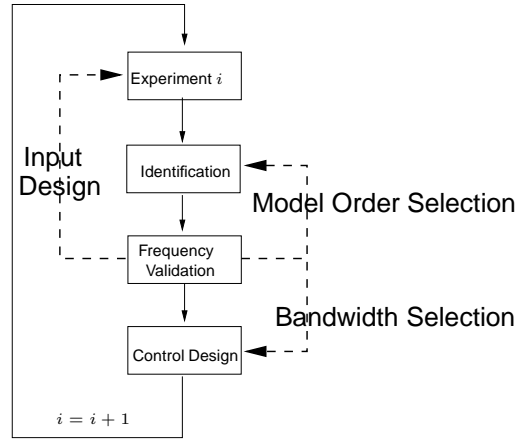 Experiment i
Input
Design
Identification
Model Order Selection
Frequency
Validation
Bandwidth Selection
Control Design
i = i + 1